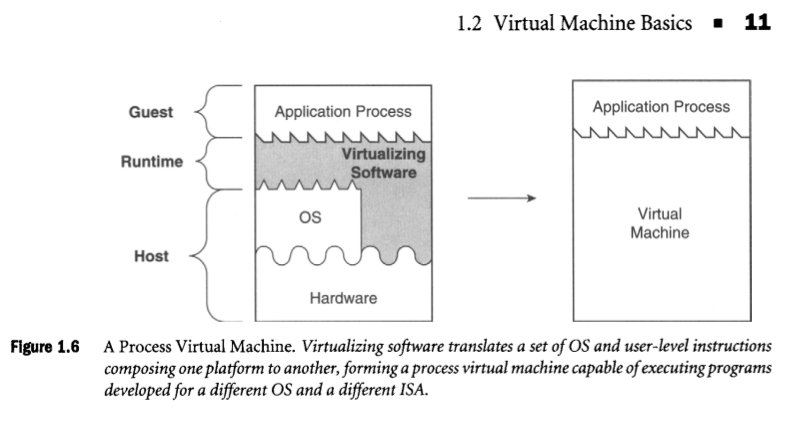 1.2 Virtual Machine Basics ■ 11
Guest
Runtime
Host
Application Process
Virtualizing
Software
OS
Hardware
Application Process
Virtual
Machine
Figure 1.6 A Process Virtual Machine. Virtualizing software translates a set of OS and user-level instructions
composing one platform to another, forming a process virtual machine capable of executing programs
developed for a different OS and a different ISA.